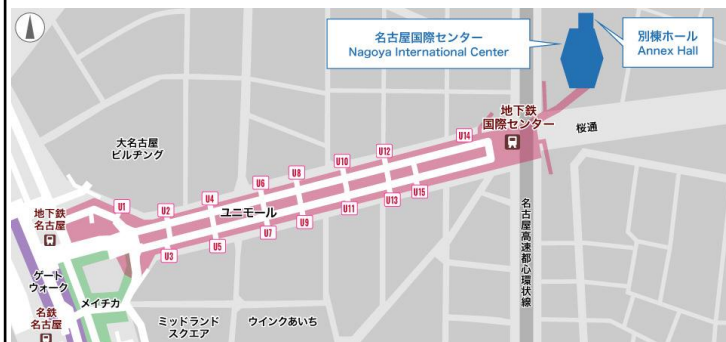 名古屋国際センター
Nagoya International Center
別棟ホール
Annex Hall
地下鉄
国際センター
桜通
大名古屋
ビルヂング
U14
U12
U10
U8
U6
U4
U2
U1
ユニモール
U15
U13
U11
U9
U7
U5
U3
地下鉄
名古屋
ゲート
ウォーク
メイチカ
名鉄
名古屋
ミッドランド
スクエア
ウインクあいち
名古屋高速都心環状線